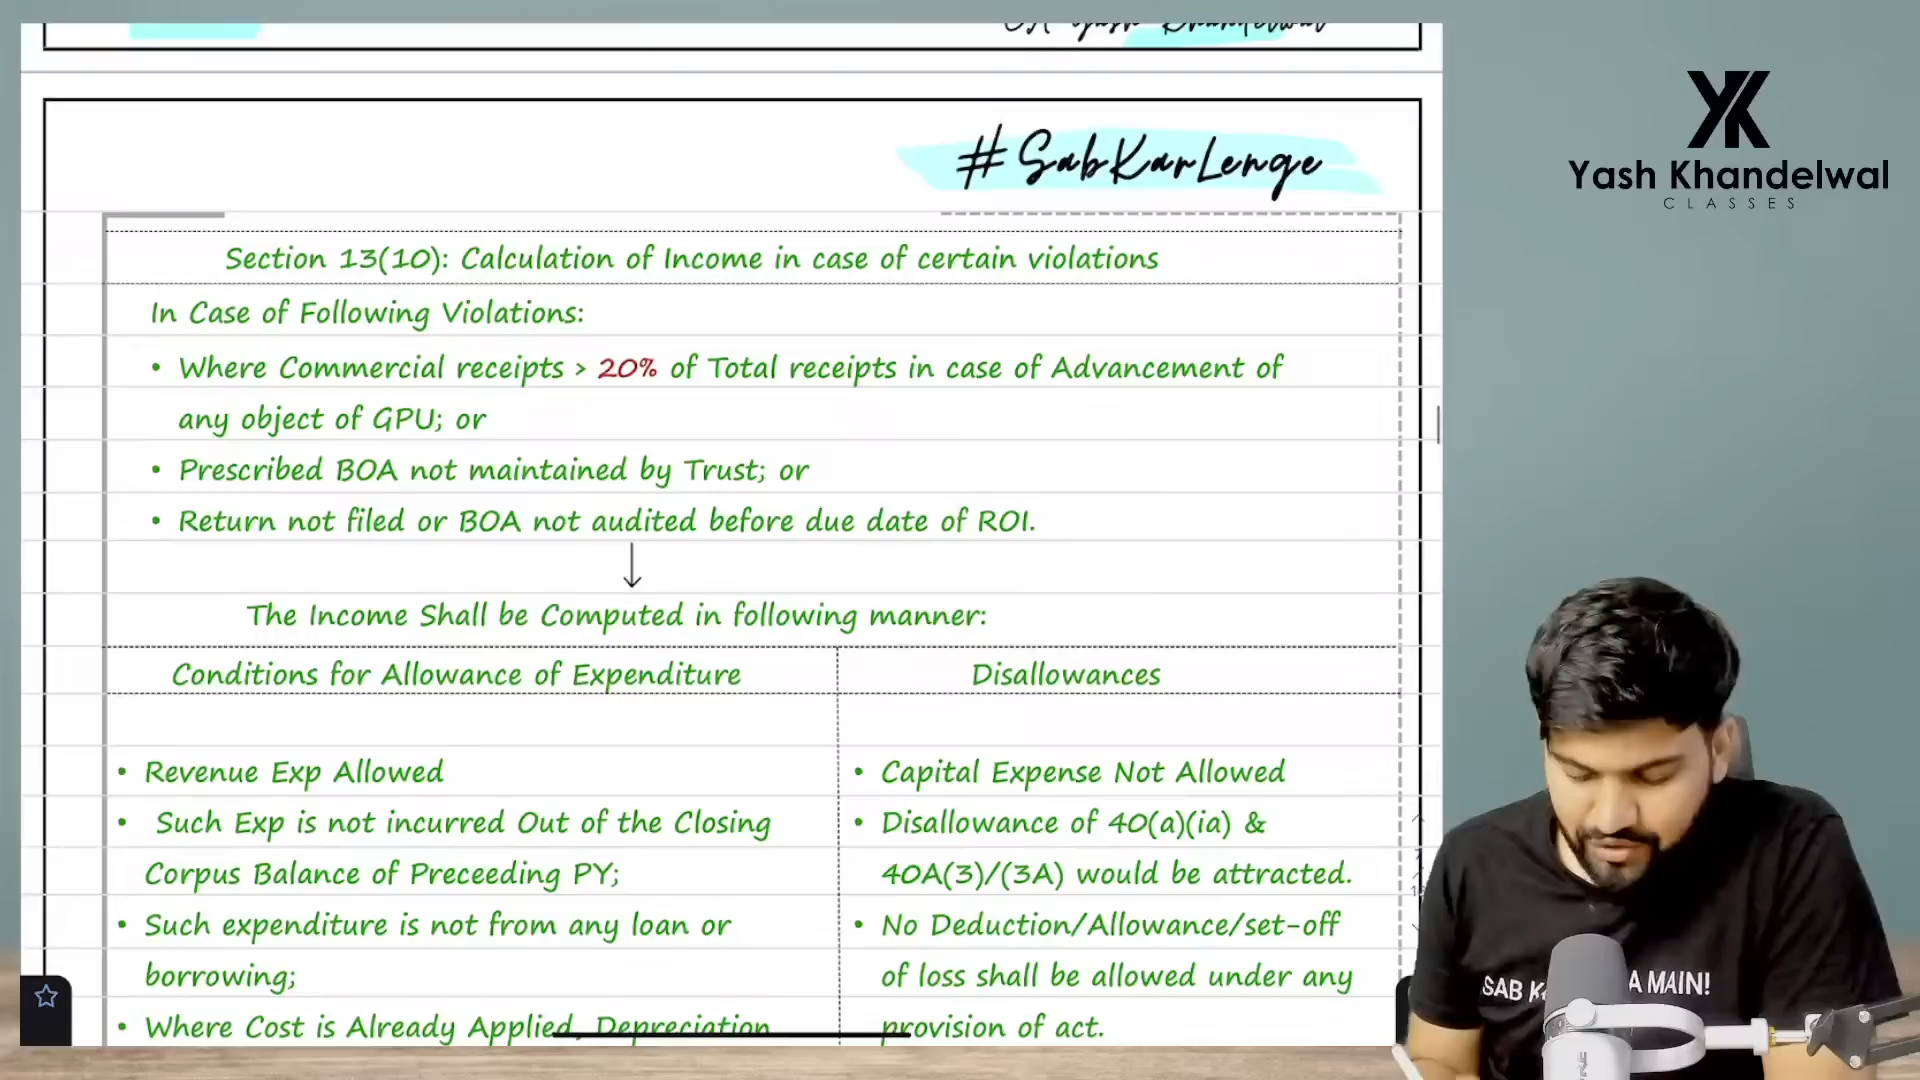 CA Yash Khandelwal
#SabKarLenge
Yash Khandelwal
CLASSES
Section 13(10): Calculation of Income in case of certain violations
In Case of Following Violations:
• Where Commercial receipts > 20% of Total receipts in case of Advancement of
any object of GPU; or
• Prescribed BOA not maintained by Trust; or
• Return not filed or BOA not audited before due date of ROI.
The Income Shall be Computed in following manner:
Conditions for Allowance of Expenditure
• Revenue Exp Allowed
• Such Exp is not incurred Out of the Closing
Corpus Balance of Preceeding PY;
• Such expenditure is not from any loan or
borrowing;
• Where Cost is Already Applied, Depreciation
Disallowances
• Capital Expense Not Allowed
• Disallowance of 40(a)(ia) &
40A(3)/(3A) would be attracted.
• No Deduction/Allowance/set-off
of loss shall be allowed under any
provision of act.
SAB A MAIN!